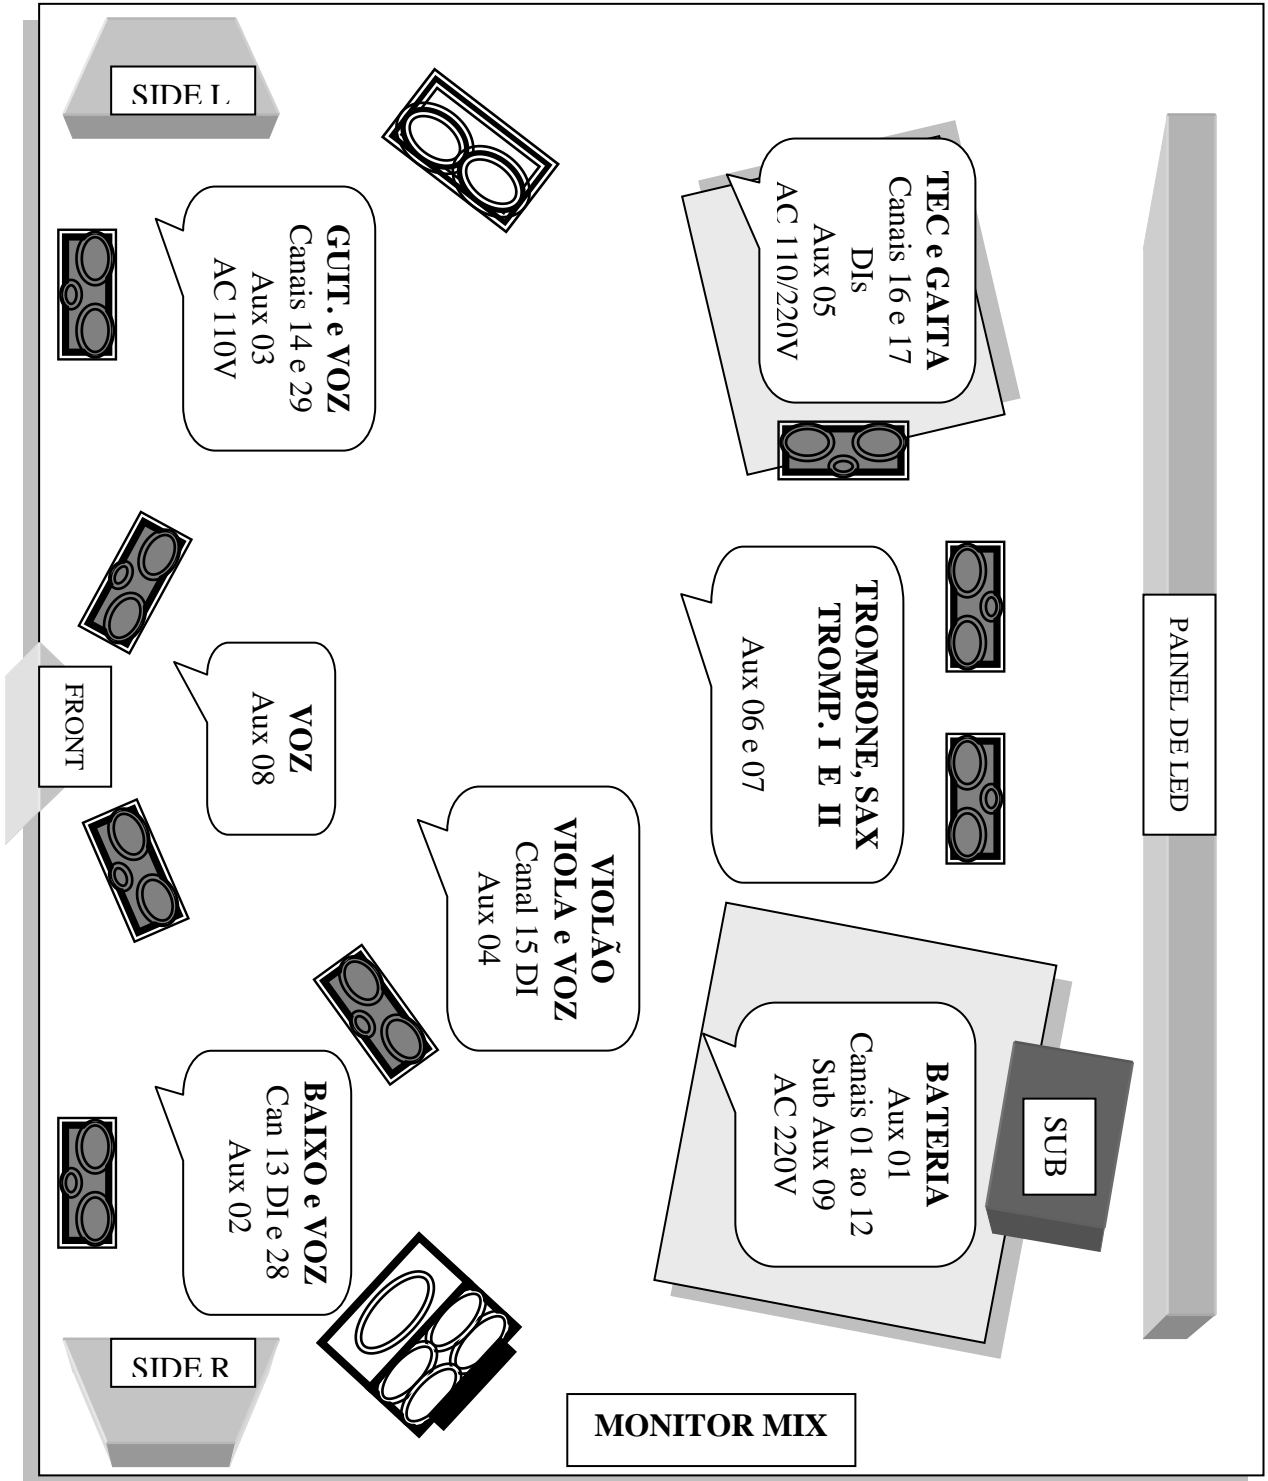 SIDE L
GUIT. e VOZ
Canais 14 e 29
Aux 03
AC 110V
TEC e GAITA
Canais 16 e 17
DIs
Aux 05
AC 110/220V
TROMBONE, SAX
TROMP. I E II
Aux 06 e 07
PAINEL DE LED
FRONT
VOZ
Aux 08
VIOLÃO
VIOLA e VOZ
Canal 15 DI
Aux 04
BATERIA
Aux 01
Canais 01 ao 12
Sub Aux 09
AC 220V
SUB
BAIXO e VOZ
Can 13 DI e 28
Aux 02
SIDE R
MONITOR MIX